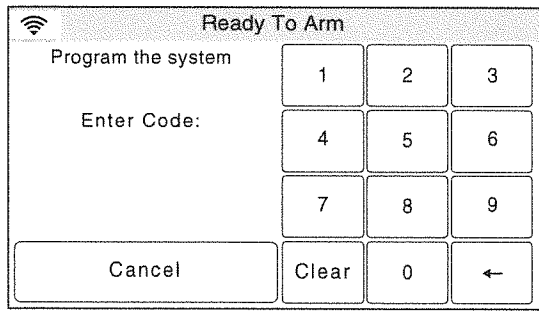 Ready To Arm
Program the system
Enter Code:
1 2 3
4 5 6
7 8 9
Cancel Clear 0 ←